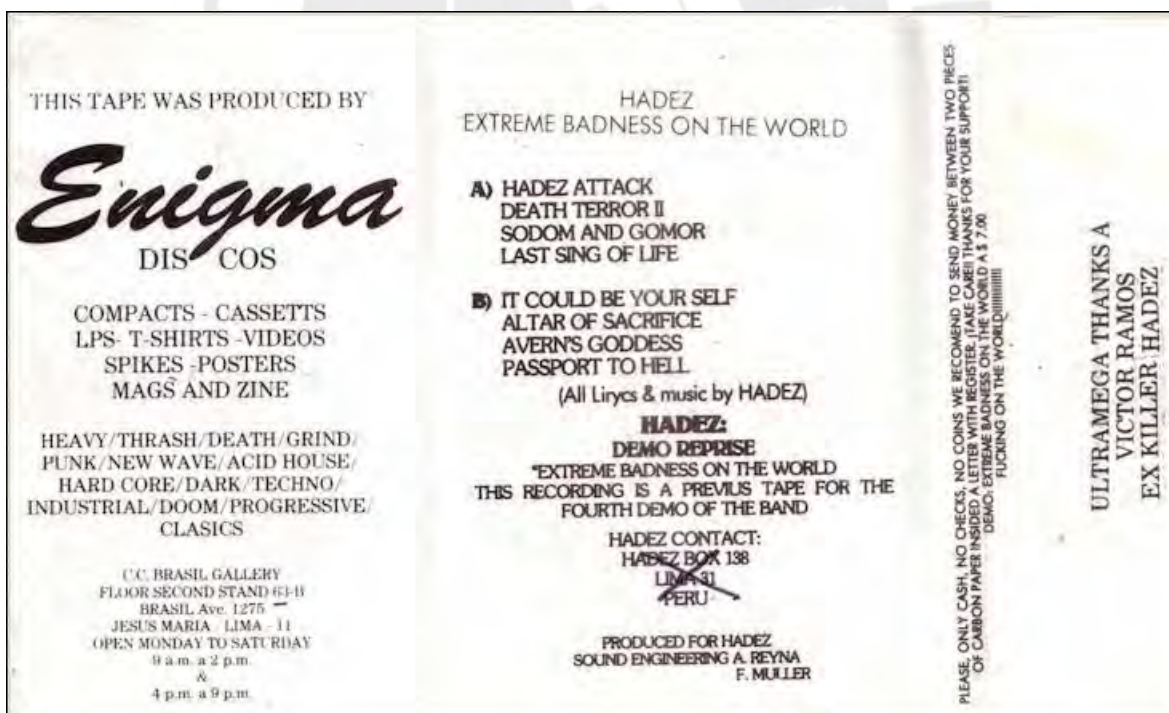 THIS TAPE WAS PRODUCED BY
Enigma
DISCOS
COMPACTS - CASSETTS
LPS- T-SHIRTS -VIDEOS
SPIKES -POSTERS
MAGS AND ZINE
HEAVY/THRASH/DEATH/GRIND/
PUNK/NEW WAVE/ACID HOUSE/
HARD CORE/DARK/TECHNO/
INDUSTRIAL/DOOM/PROGRESSIVE/
CLASICS
C.C. BRASIL GALLERY
FLOOR SECOND STAND 63-B
BRASIL Ave. 1275
JESUS MARIA - LIMA - 11
OPEN MONDAY TO SATURDAY
9 a.m. a 2 p.m.
&
4 p.m. a 9 p.m.
HADEZ
EXTREME BADNESS ON THE WORLD
A) HADEZ ATTACK
DEATH TERROR II
SODOM AND GOMOR
LAST SING OF LIFE
B) IT COULD BE YOUR SELF
ALTAR OF SACRIFICE
AVERN'S GODDESS
PASSPORT TO HELL
(All Lirycs & music by HADEZ)
HADEZ:
DEMO REPRISE
"EXTREME BADNESS ON THE WORLD
THIS RECORDING IS A PREVIUS TAPE FOR THE
FOURTH DEMO OF THE BAND
HADEZ CONTACT:
HADEZ BOX 138
LIMA 31
PERU
PRODUCED FOR HADEZ
SOUND ENGINEERING A. REYNA
F. MULLER
PLEASE, ONLY CASH, NO CHECKS, NO COINS WE RECOMEND TO SEND MONEY BETWEEN TWO PIECES
OF CARBON PAPER INSIDED A LETTER WITH REGISTER. ¡TAKE CARE!! THANKS FOR YOUR SUPPORT!
DEMO: EXTREME BADNESS ON THE WORLD A $ 7.00
FUCKING ON THE WORLD!!!!!!!!!!!!!!!
ULTRAMEGA THANKS A
VICTOR RAMOS
EX KILLER HADEZ